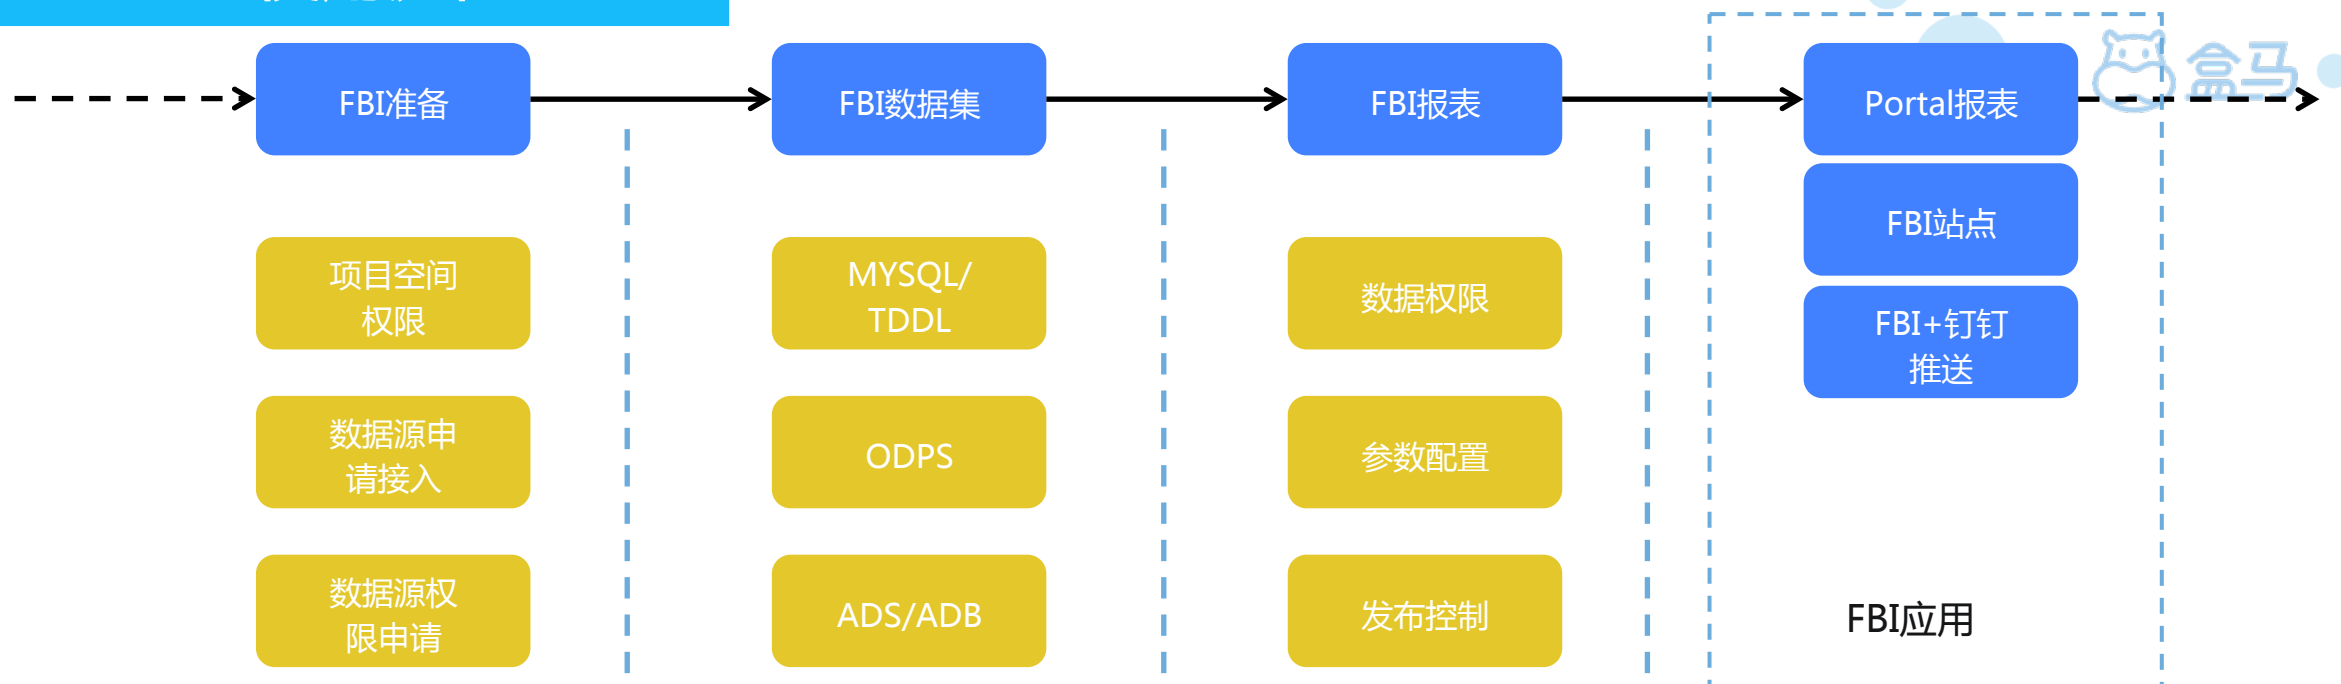 FBI准备
FBI数据集
FBI报表
Portal报表
盒马
FBI站点
项目空间
权限
MYSQL/
TDDL
数据权限
FBI+钉钉
推送
数据源申
请接入
ODPS
参数配置
数据源权
限申请
ADS/ADB
发布控制
FBI应用